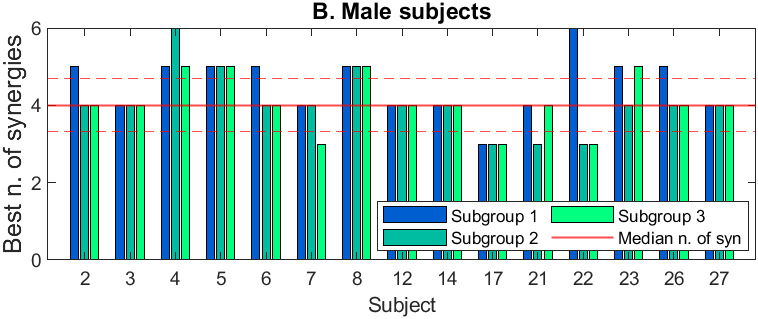 B. Male subjects
Best n. of synergies
6
4
2
0
Subgroup 1
Subgroup 3
Subgroup 2
Median n. of syn
2 3 4 5 6 7 8 12 14 17 21 22 23 26 27
Subject